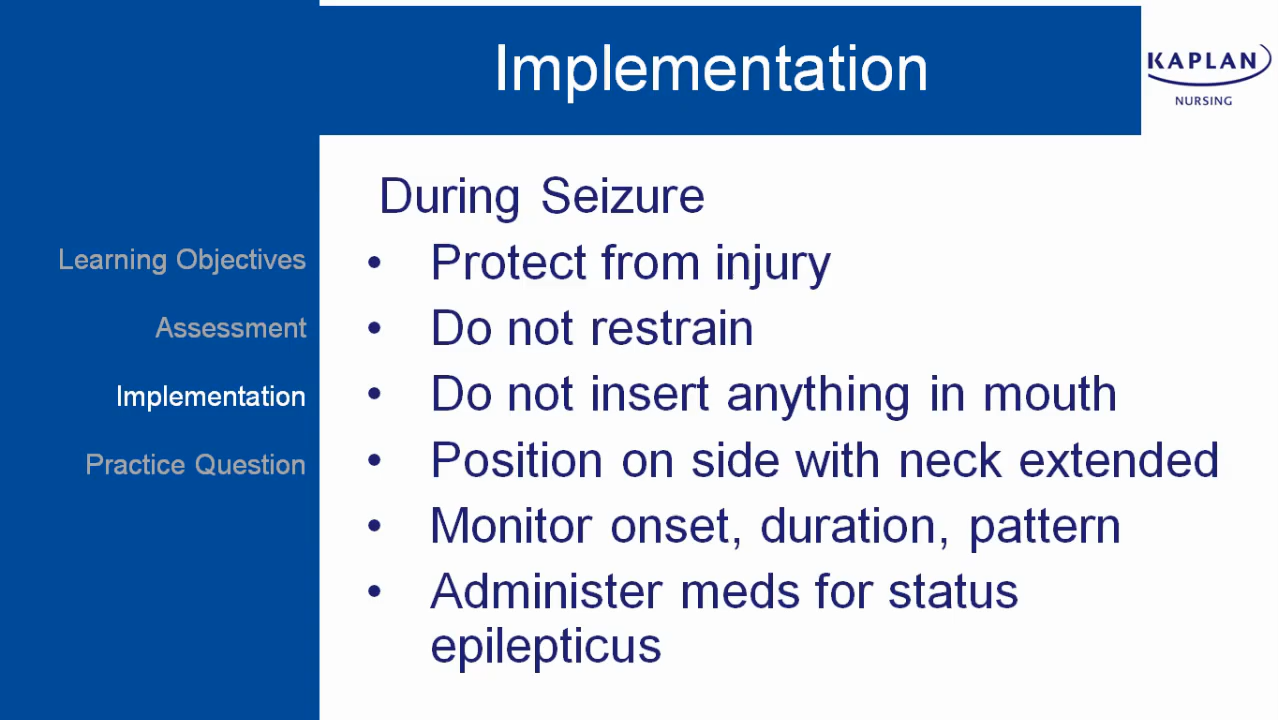 Implementation
KAPLAN
NURSING
Learning Objectives
Assessment
Implementation
Practice Question
During Seizure
• Protect from injury
• Do not restrain
• Do not insert anything in mouth
• Position on side with neck extended
• Monitor onset, duration, pattern
• Administer meds for status
epilepticus